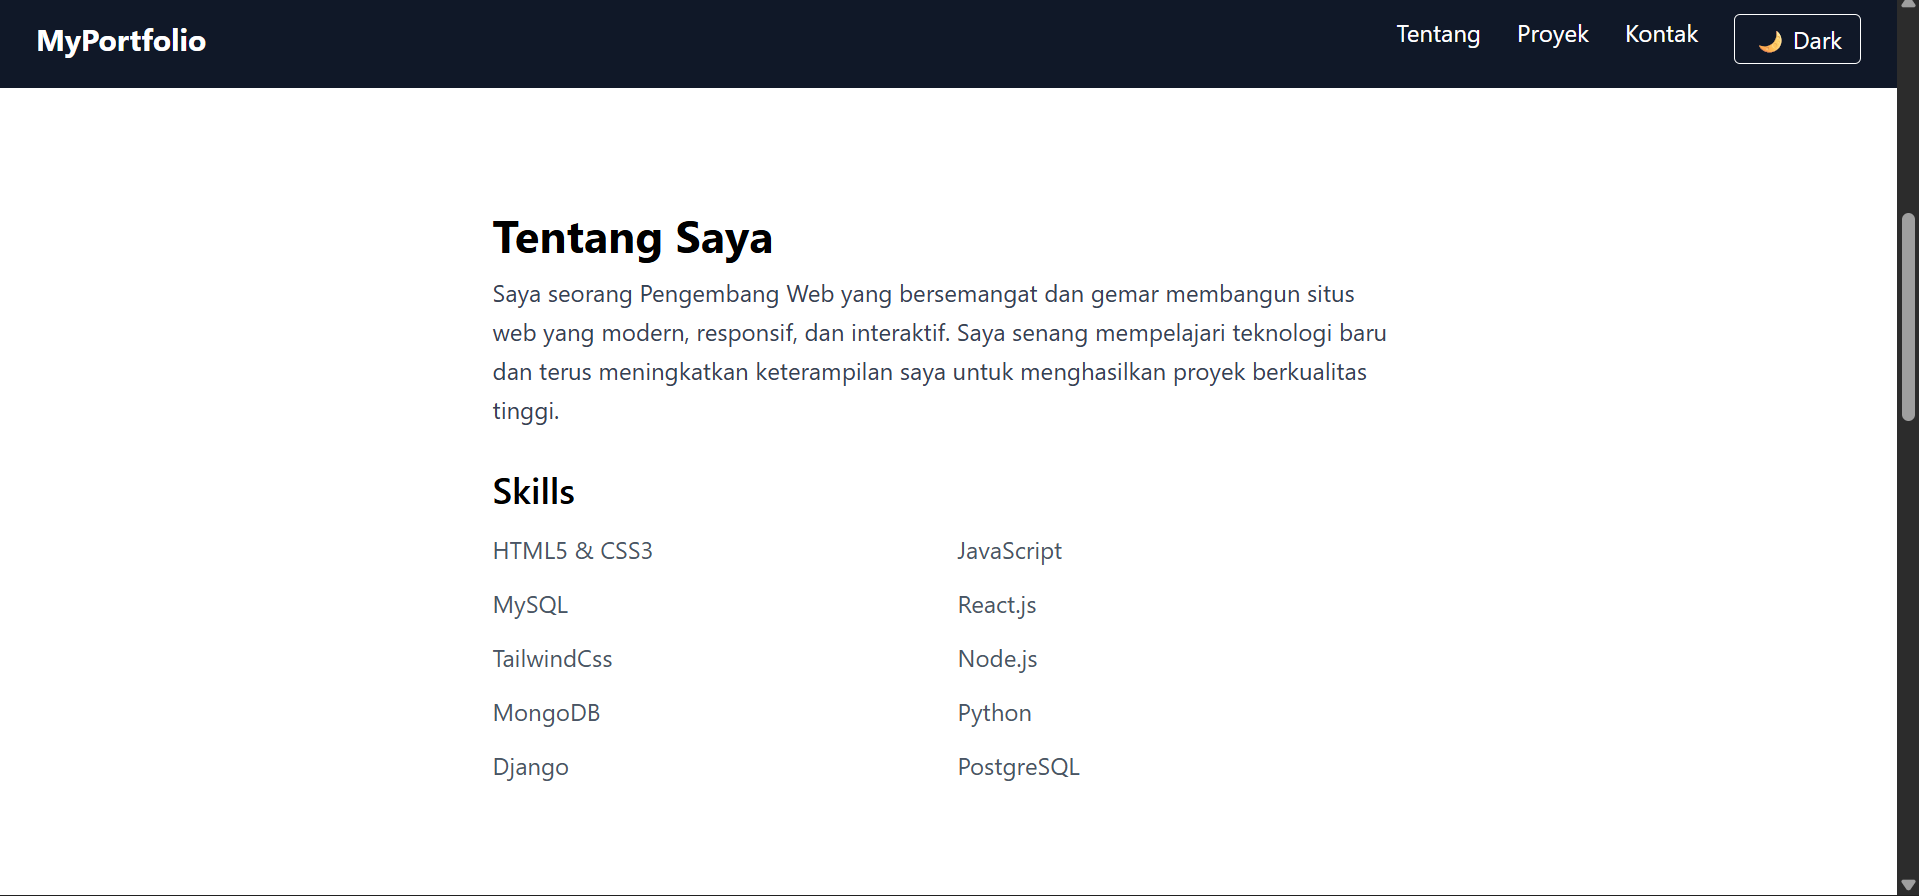 MyPortfolio
Tentang Proyek Kontak 🌙 Dark
Tentang Saya
Saya seorang Pengembang Web yang bersemangat dan gemar membangun situs
web yang modern, responsif, dan interaktif. Saya senang mempelajari teknologi baru
dan terus meningkatkan keterampilan saya untuk menghasilkan proyek berkualitas
tinggi.
Skills
HTML5 & CSS3 JavaScript
MySQL React.js
TailwindCss Node.js
MongoDB Python
Django PostgreSQL